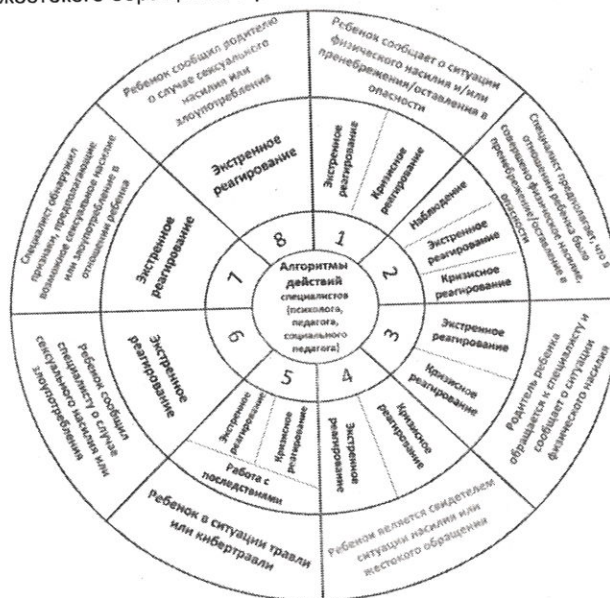 жестокого обра
Ребенок сообщил родителю
о случае сексуального
насилия или
злоупотребления
Ребенок сообщает о ситуации
физического насилия и/или
пренебрежения/оставления в
опасности
Специалист предполагает, что в
отношении ребенка было
совершено физическое насилие,
пренебрежение/оставление в
опасности
Родитель ребенка
обращается к специалисту и
сообщает о ситуации
физического насилия
Ребенок является свидетелем
ситуации насилия или
жестокого обращения
Ребенок в ситуации травли
или кибертравли
Ребенок сообщил
специалисту о случае
сексуального насилия или
злоупотребления
Специалист обнаружил
признаки, предполагающие
возможное сексуальное насилие
или злоупотребление в
отношении ребенка
Экстренное
реагирование
Кризисное
реагирование
Наблюдение
Экстренное
реагирование
Кризисное
реагирование
Экстренное
реагирование
Кризисное
реагирование
Кризисное
реагирование
Экстренное
реагирование
Экстренное
реагирование
Кризисное
реагирование
Работа с
последствиями
Экстренное
реагирование
Экстренное
реагирование
Экстренное
реагирование
1
2
3
4
5
6
7
8
Алгоритмы
действий
специалистов
(психолога,
педагога,
социального
педагога)